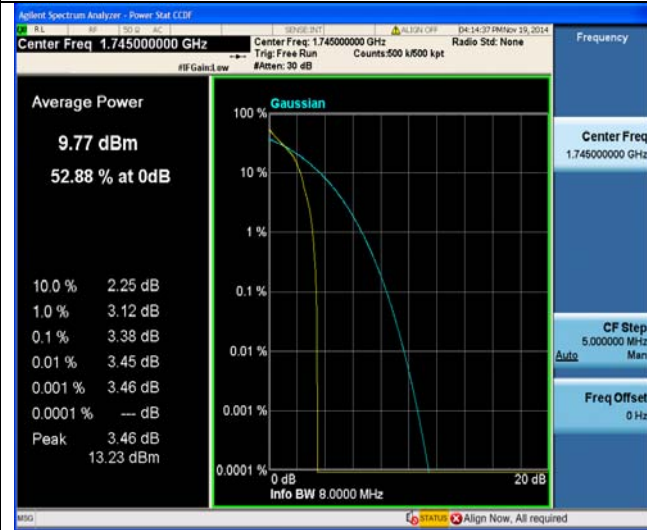 Agilent Spectrum Analyzer - Power Stat CCDF
RL RF 50 Ω AC SENSE:INT ALIGN OFF 04:14:37 PM Nov 19, 2014
Center Freq 1.745000000 GHz
Center Freq: 1.745000000 GHz Radio Std: None
Trig: Free Run Counts:500 k/500 kpt
#IFGain:Low #Atten: 30 dB
Frequency
Average Power
9.77 dBm
52.88 % at 0dB
10.0 % 2.25 dB
1.0 % 3.12 dB
0.1 % 3.38 dB
0.01 % 3.45 dB
0.001 % 3.46 dB
0.0001 % --- dB
Peak 3.46 dB
13.23 dBm
Gaussian
100 %
10 %
1 %
0.1 %
0.01 %
0.001 %
0.0001 %
0 dB 20 dB
Info BW 8.0000 MHz
Center Freq
1.745000000 GHz
CF Step
5.000000 MHz
Auto Man
Freq Offset
0 Hz
MSG STATUS Align Now, All required